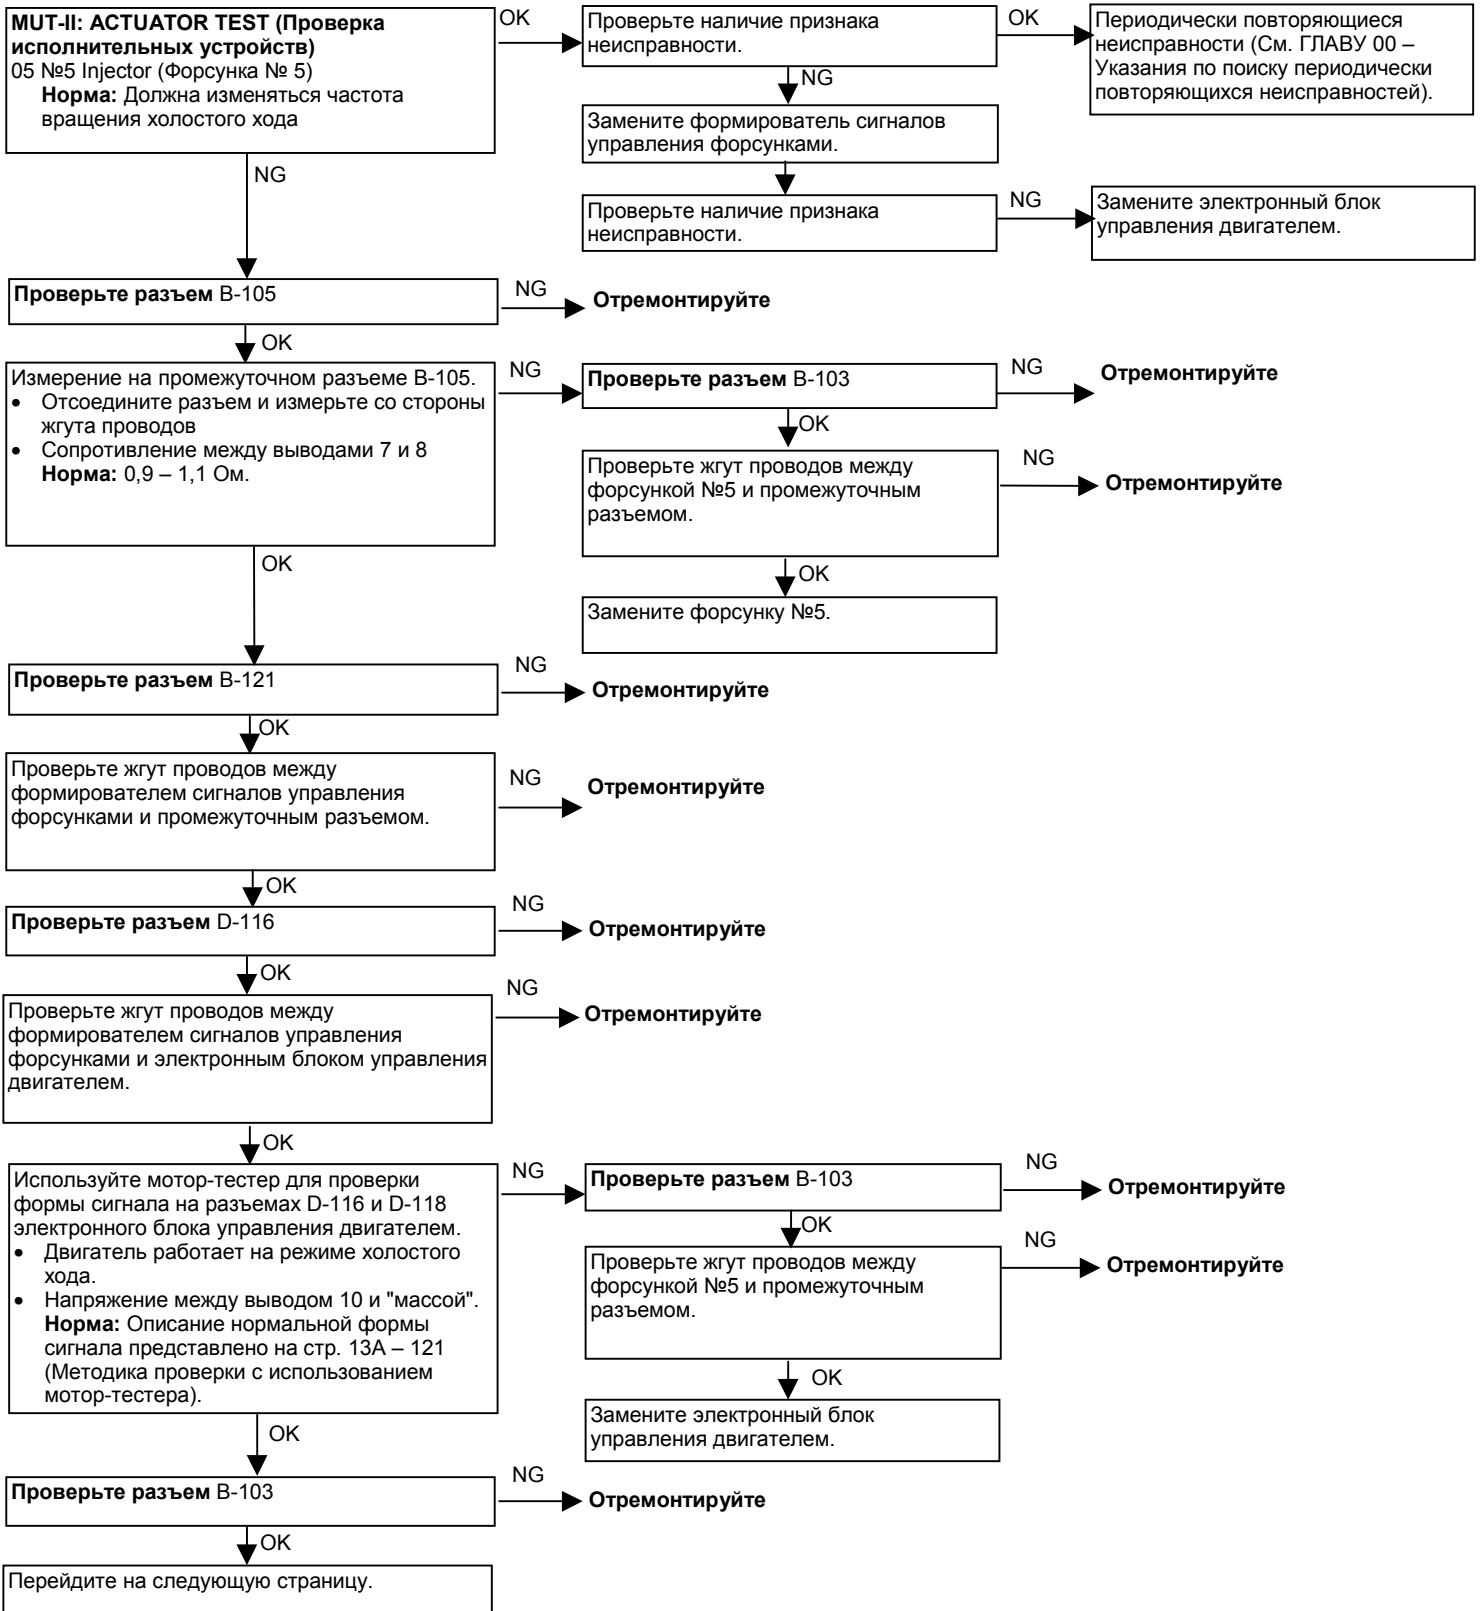 MUT-II: ACTUATOR TEST (Проверка
исполнительных устройств)
05 №5 Injector (Форсунка № 5)
Норма: Должна изменяться частота
вращения холостого хода
OK
Проверьте наличие признака
неисправности.
OK
Периодически повторяющиеся
неисправности (См. ГЛАВУ 00 –
Указания по поиску периодически
повторяющихся неисправностей).
NG
Замените формирователь сигналов
управления форсунками.
Проверьте наличие признака
неисправности.
NG
Замените электронный блок
управления двигателем.
NG
Проверьте разъем B-105
NG
Отремонтируйте
OK
Измерение на промежуточном разъеме B-105.
• Отсоедините разъем и измерьте со стороны
жгута проводов
• Сопротивление между выводами 7 и 8
Норма: 0,9 – 1,1 Ом.
NG
Проверьте разъем B-103
NG
Отремонтируйте
OK
Проверьте жгут проводов между
форсункой №5 и промежуточным
разъемом.
NG
Отремонтируйте
OK
Замените форсунку №5.
OK
Проверьте разъем B-121
NG
Отремонтируйте
OK
Проверьте жгут проводов между
формирователем сигналов управления
форсунками и промежуточным разъемом.
NG
Отремонтируйте
OK
Проверьте разъем D-116
NG
Отремонтируйте
OK
Проверьте жгут проводов между
формирователем сигналов управления
форсунками и электронным блоком управления
двигателем.
NG
Отремонтируйте
OK
Используйте мотор-тестер для проверки
формы сигнала на разъемах D-116 и D-118
электронного блока управления двигателем.
• Двигатель работает на режиме холостого
хода.
• Напряжение между выводом 10 и "массой".
Норма: Описание нормальной формы
сигнала представлено на стр. 13A – 121
(Методика проверки с использованием
мотор-тестера).
NG
Проверьте разъем B-103
NG
Отремонтируйте
OK
Проверьте жгут проводов между
форсункой №5 и промежуточным
разъемом.
NG
Отремонтируйте
OK
Замените электронный блок
управления двигателем.
OK
Проверьте разъем B-103
NG
Отремонтируйте
OK
Перейдите на следующую страницу.